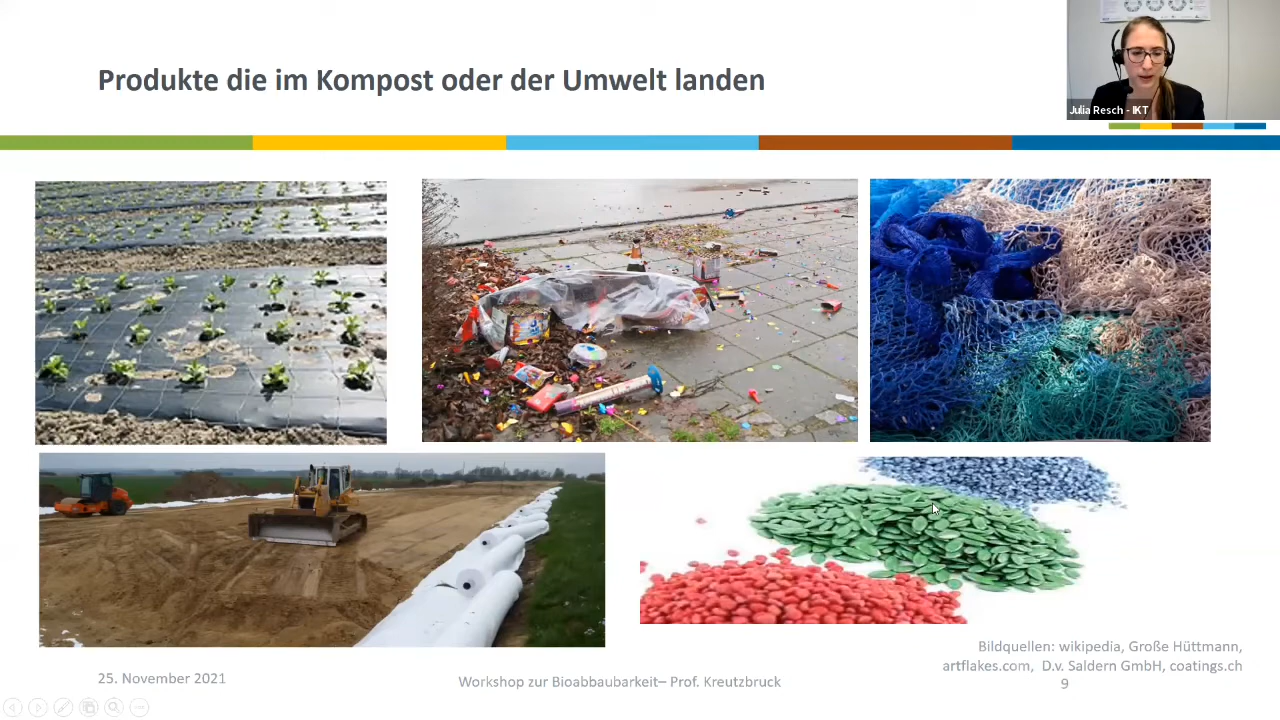 Produkte die im Kompost oder der Umwelt landen
Julia Resch - IKT
Bildquellen: wikipedia, Große Hüttmann,
artflakes.com, D.v. Saldern GmbH, coatings.ch
25. November 2021
Workshop zur Bioabbaubarkeit– Prof. Kreutzbruck
9